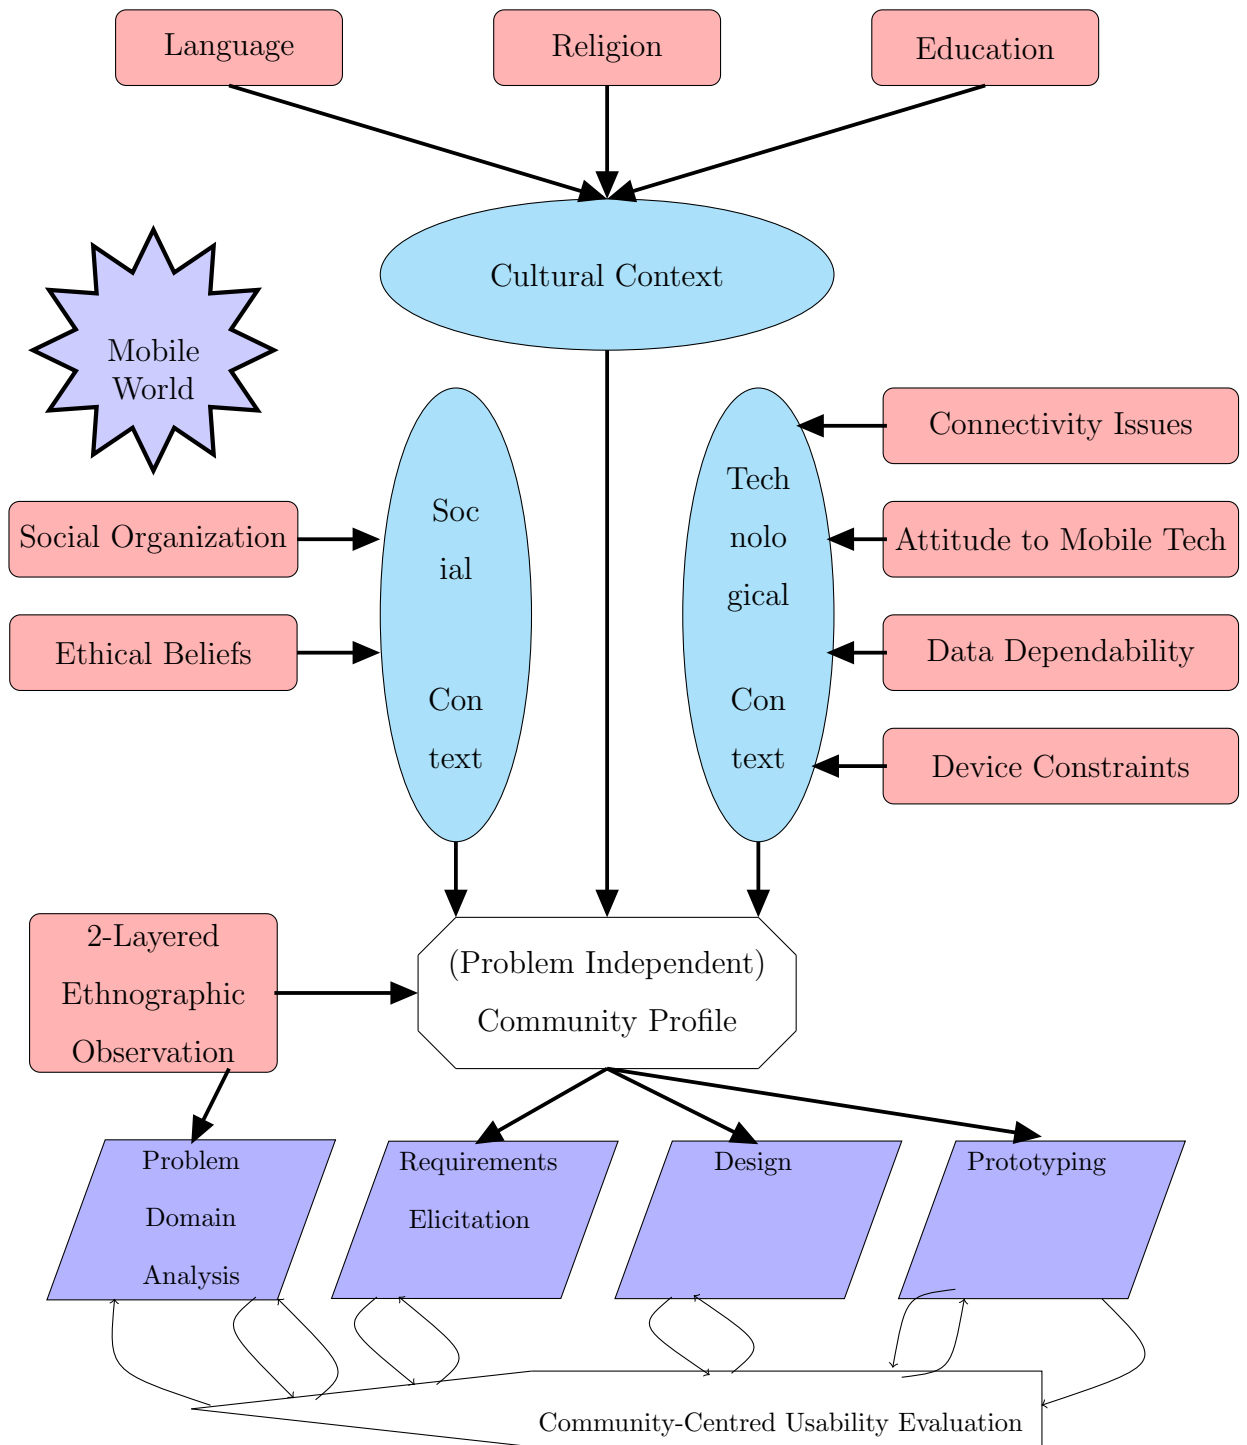 Language
Religion
Education
Cultural Context
Mobile
World
Soc
ial
Con
text
Tech
nolo
gical
Con
text
Connectivity Issues
Attitude to Mobile Tech
Data Dependability
Device Constraints
Social Organization
Ethical Beliefs
2-Layered
Ethnographic
Observation
(Problem Independent)
Community Profile
Problem
Domain
Analysis
Requirements
Elicitation
Design
Prototyping
Community-Centred Usability Evaluation